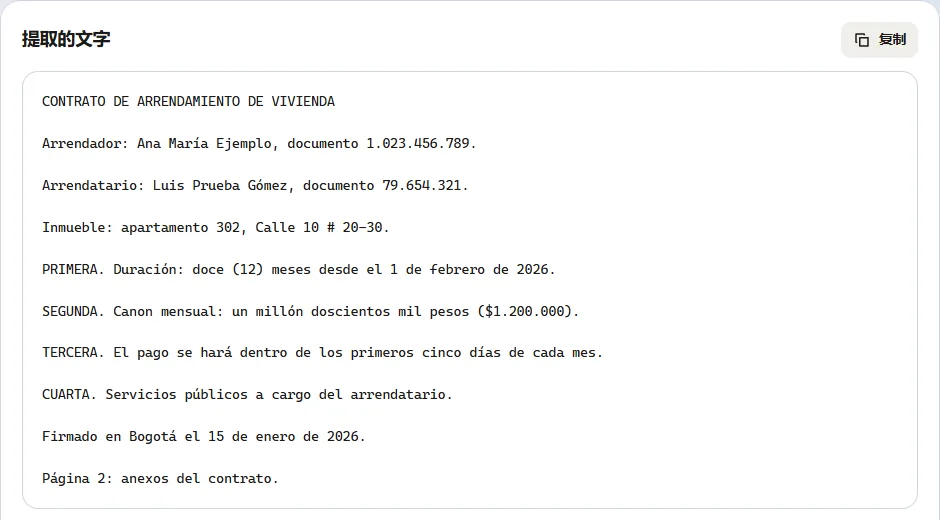 提取的文字
复制
CONTRATO DE ARRENDAMIENTO DE VIVIENDA
Arrendador: Ana María Ejemplo, documento 1.023.456.789.
Arrendatario: Luis Prueba Gómez, documento 79.654.321.
Inmueble: apartamento 302, Calle 10 # 20-30.
PRIMERA. Duración: doce (12) meses desde el 1 de febrero de 2026.
SEGUNDA. Canon mensual: un millón doscientos mil pesos ($1.200.000).
TERCERA. El pago se hará dentro de los primeros cinco días de cada mes.
CUARTA. Servicios públicos a cargo del arrendatario.
Firmado en Bogotá el 15 de enero de 2026.
Página 2: anexos del contrato.